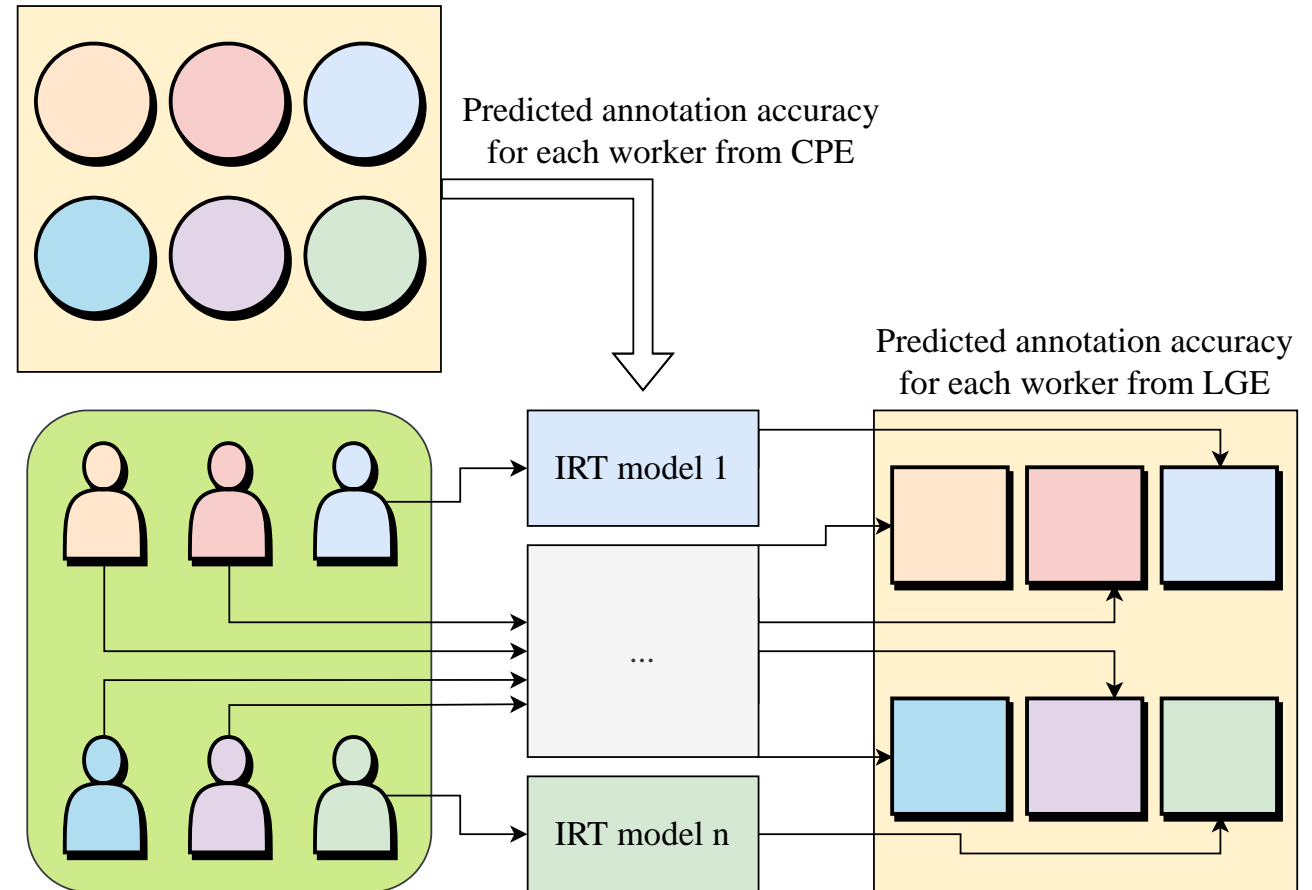 Predicted annotation accuracy
for each worker from CPE
Predicted annotation accuracy
for each worker from LGE
IRT model 1
...
IRT model n